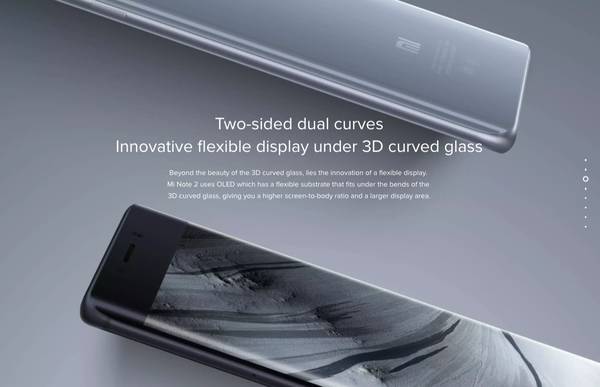 Two-sided dual curves
Innovative flexible display under 3D curved glass
Beyond the beauty of the 3D curved glass, lies the innovation of a flexible display.
Mi Note 2 uses OLED which has a flexible substrate that fits under the bends of the
3D curved glass, giving you a higher screen-to-body ratio and a larger display area.